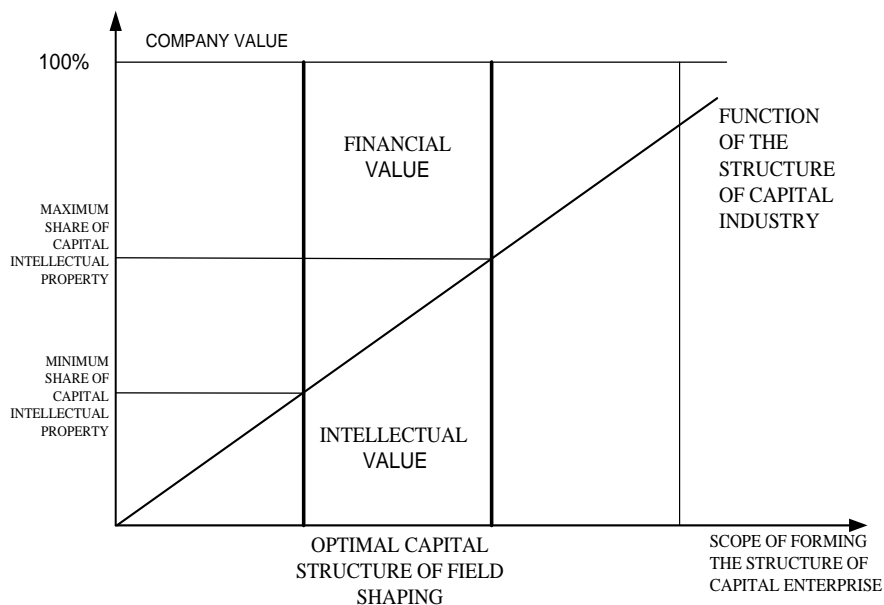 COMPANY VALUE
100%
FINANCIAL
VALUE
FUNCTION
OF THE
STRUCTURE
OF CAPITAL
INDUSTRY
MAXIMUM
SHARE OF
CAPITAL
INTELLECTUAL
PROPERTY
MINIMUM
SHARE OF
CAPITAL
INTELLECTUAL
PROPERTY
INTELLECTUAL
VALUE
OPTIMAL CAPITAL
STRUCTURE OF FIELD
SHAPING
SCOPE OF FORMING
THE STRUCTURE OF
CAPITAL ENTERPRISE